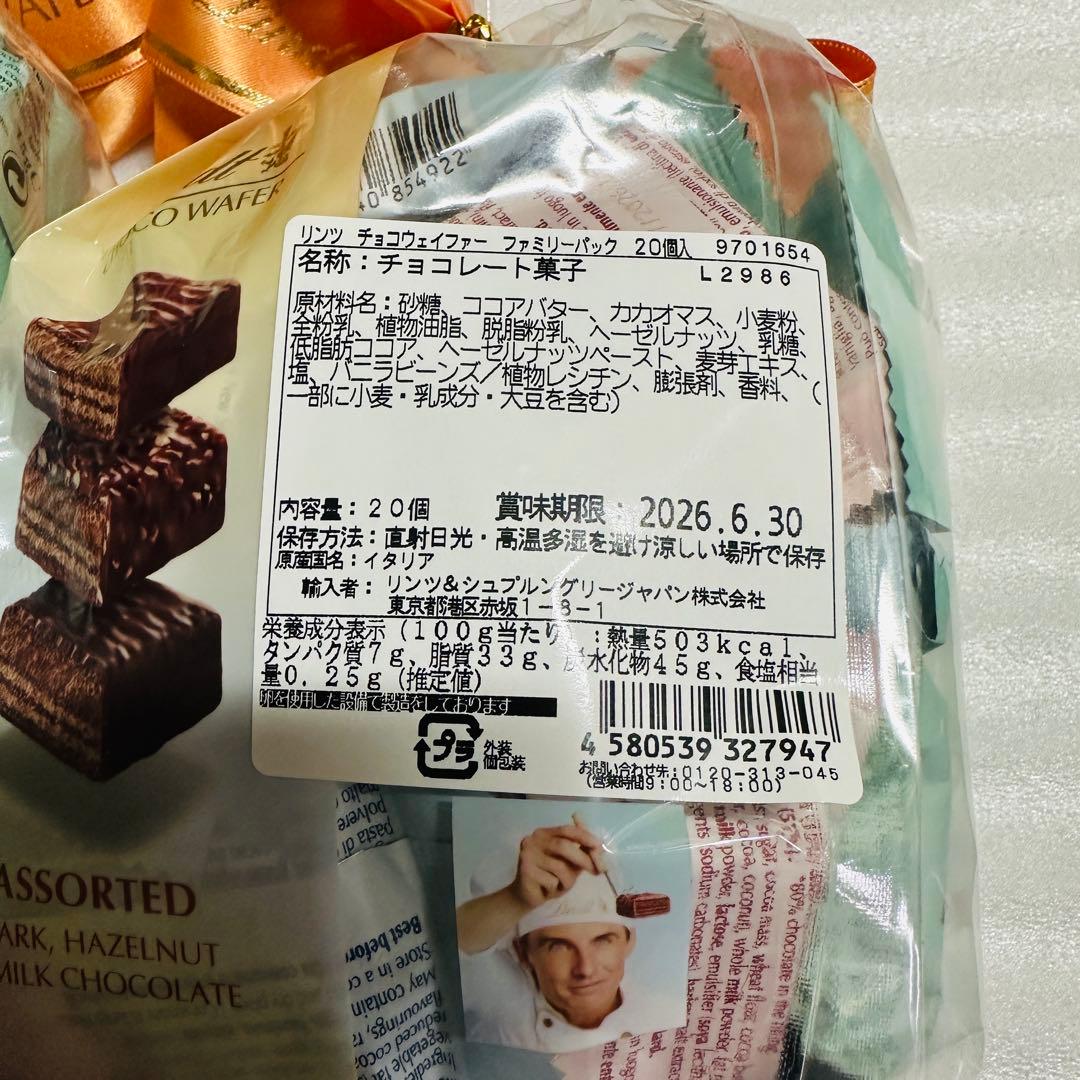 0 854922
CHOCO WAFER
リンツ チョコウェイファー ファミリーパック 20個入 9701654
名称：チョコレート菓子 L2986
原材料名：砂糖、ココアバター、カカオマス、小麦粉、
全粉乳、植物油脂、脱脂粉乳、ヘーゼルナッツ、乳糖、
低脂肪ココア、ヘーゼルナッツペースト、麦芽エキス、
塩、バニラビーンズ／植物レシチン、膨張剤、香料、（
一部に小麦・乳成分・大豆を含む）
内容量：20個 賞味期限：2026.6.30
保存方法：直射日光・高温多湿を避け涼しい場所で保存
原産国名：イタリア
輸入者：リンツ＆シュプルングリージャパン株式会社
東京都港区赤坂1－8－1
栄養成分表示（100g当たり）：熱量503kcal、
タンパク質7g、脂質33g、炭水化物45g、食塩相当
量0.25g（推定値）
卵を使用した設備で製造をしております
プラ 外装
個包装
4 580539 327947
お問い合わせ先：0120-313-045
（営業時間9：00～18：00）
ASSORTED
ARK, HAZELNUT
MILK CHOCOLATE
Best before
Store in a co
May contain
flavourings,
reduced cocoa
vegetable fat